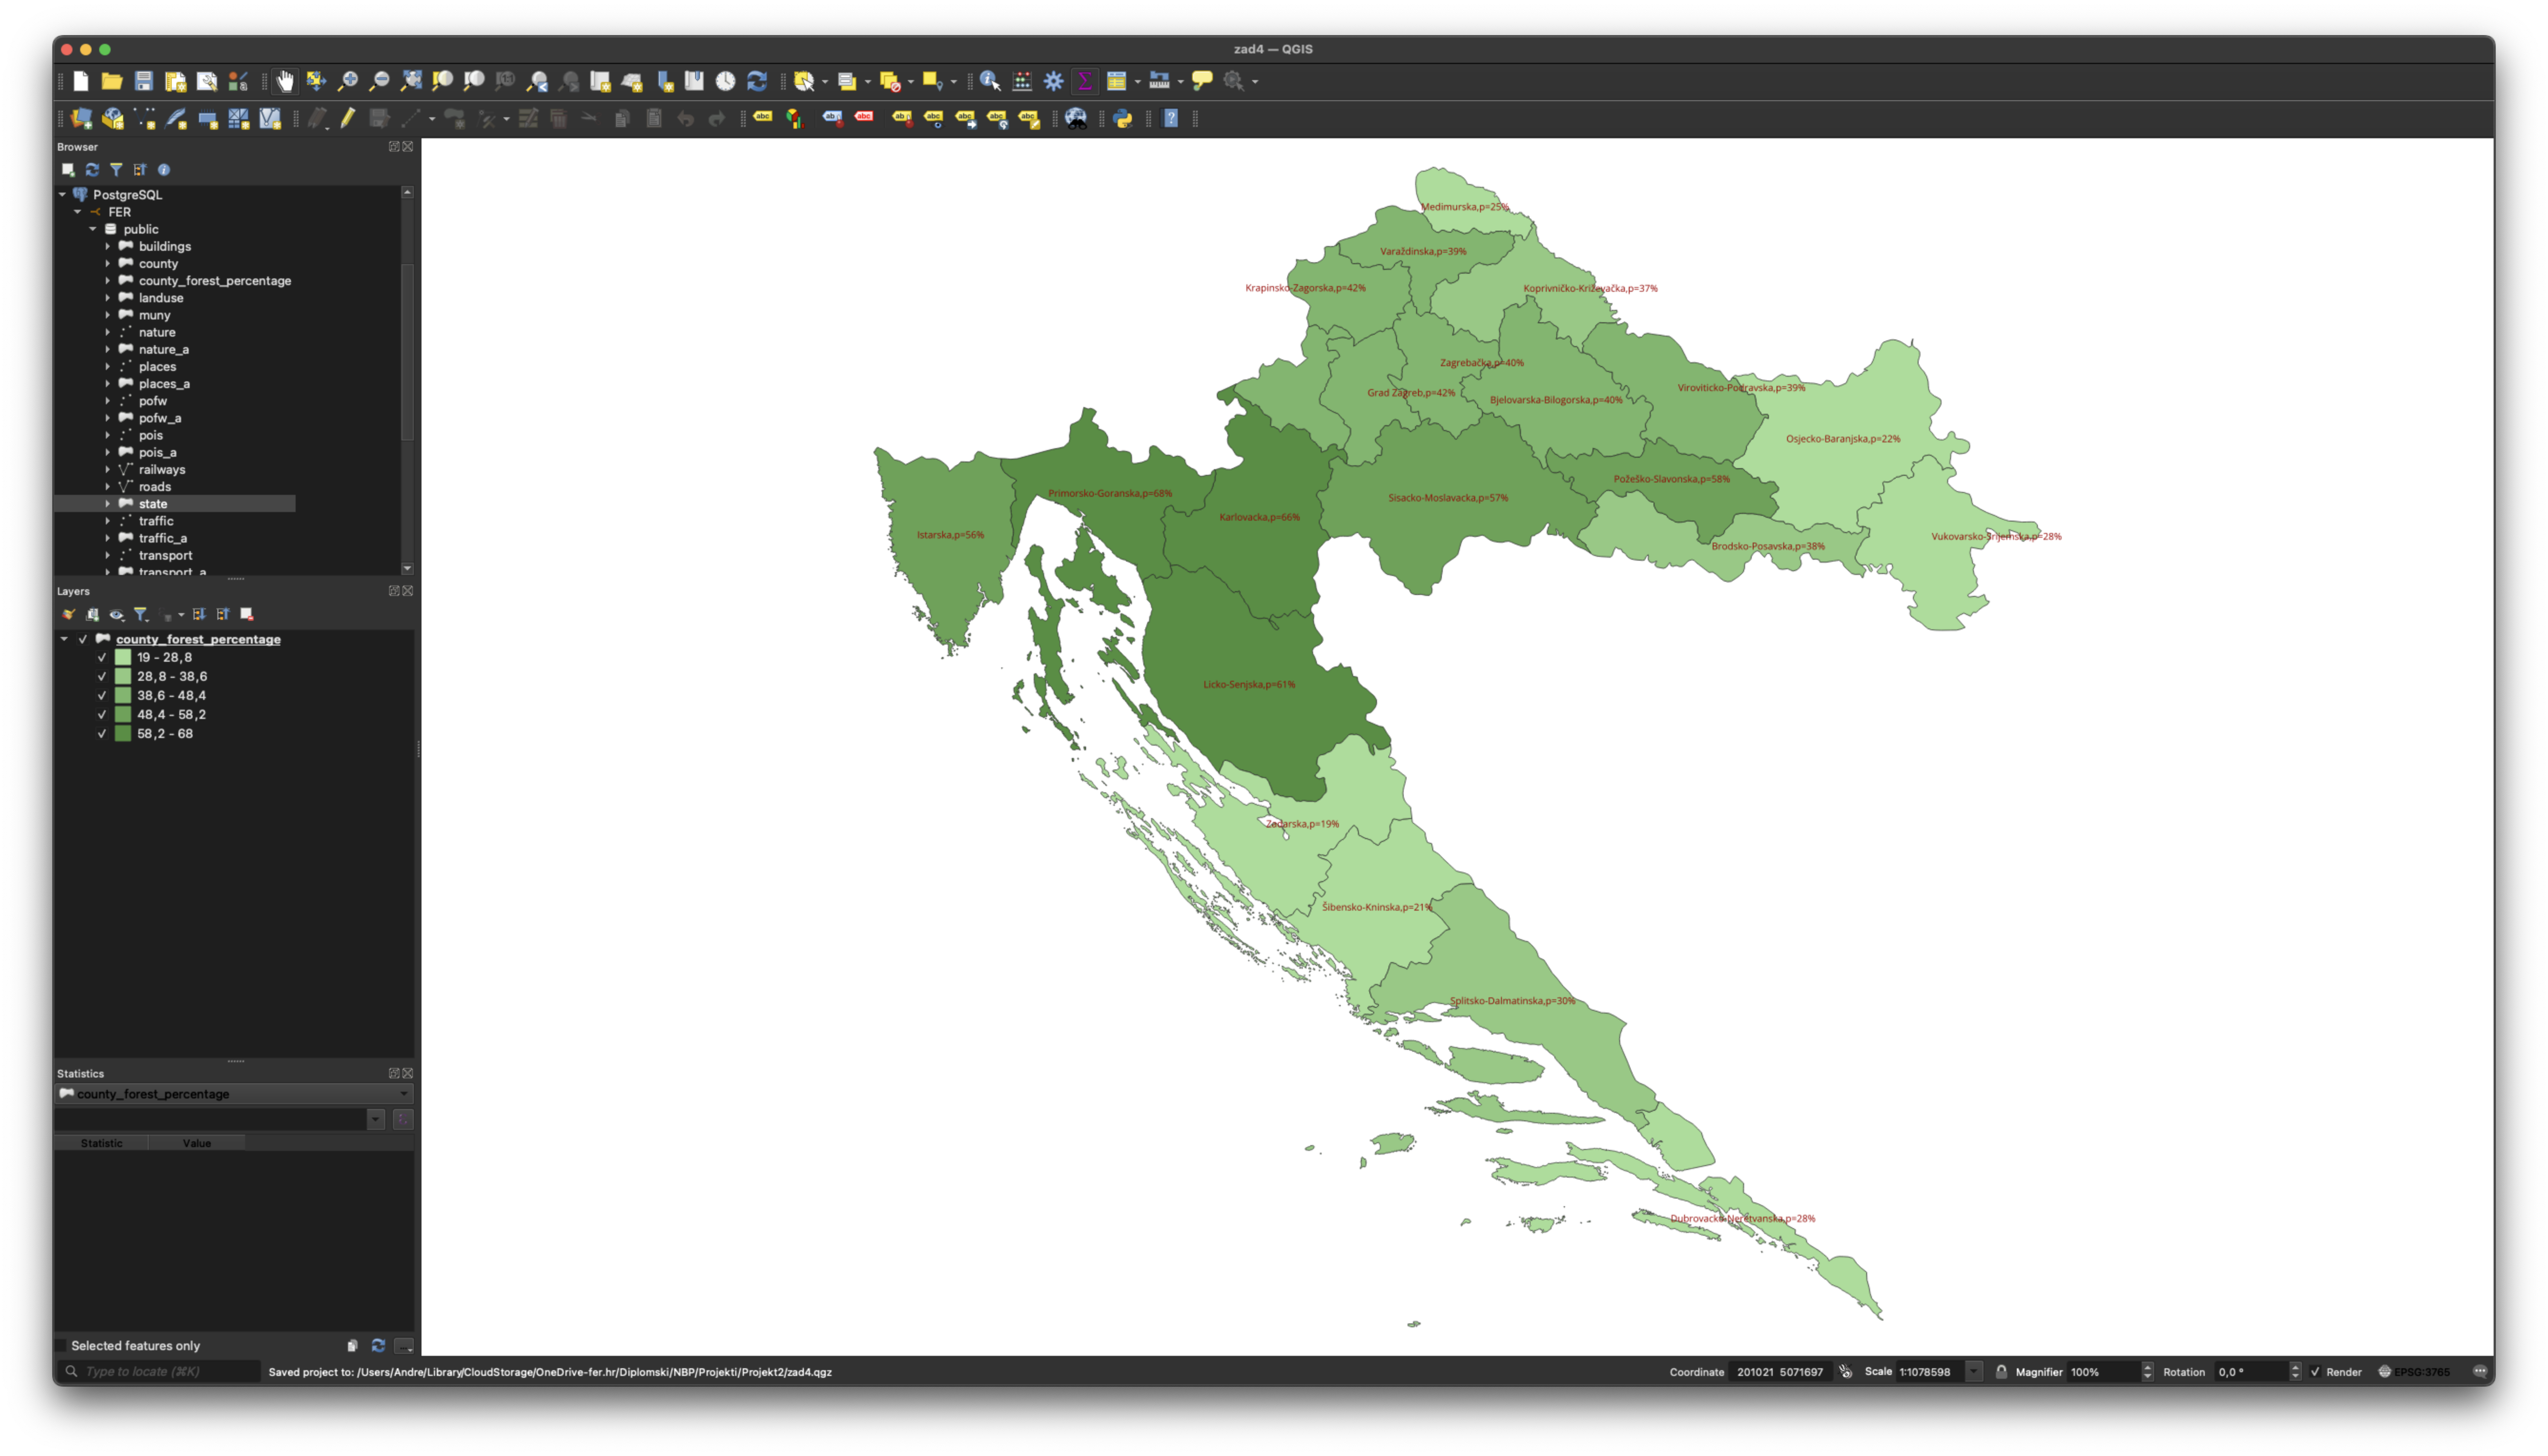 zad4 — QGIS
Browser
PostgreSQL
FER
public
buildings
county
county_forest_percentage
landuse
muny
nature
nature_a
places
places_a
pofw
pofw_a
pois
pois_a
railways
roads
state
traffic
traffic_a
transport
transport_a
Layers
county_forest_percentage
19 - 28,8
28,8 - 38,6
38,6 - 48,4
48,4 - 58,2
58,2 - 68
Statistics
county_forest_percentage
Statistic Value
Selected features only
Medimurska,p=25%
Varaždinska,p=39%
Krapinsko-Zagorska,p=42%
Koprivničko-Križevačka,p=37%
Zagrebačka,p=40%
Grad Zagreb,p=42%
Bjelovarska-Bilogorska,p=40%
Viroviticko-Podravska,p=39%
Osjecko-Baranjska,p=22%
Požeško-Slavonska,p=58%
Primorsko-Goranska,p=68%
Sisacko-Moslavacka,p=57%
Karlovacka,p=66%
Istarska,p=56%
Vukovarsko-Srijemska,p=28%
Brodsko-Posavska,p=38%
Licko-Senjska,p=61%
Zadarska,p=19%
Šibensko-Kninska,p=21%
Splitsko-Dalmatinska,p=30%
Dubrovacko-Neretvanska,p=28%
Type to locate (⌘K)
Saved project to: /Users/Andre/Library/CloudStorage/OneDrive-fer.hr/Diplomski/NBP/Projekti/Projekt2/zad4.qgz
Coordinate 201021 5071697
Scale 1:1078598
Magnifier 100%
Rotation 0,0 °
Render
EPSG:3765